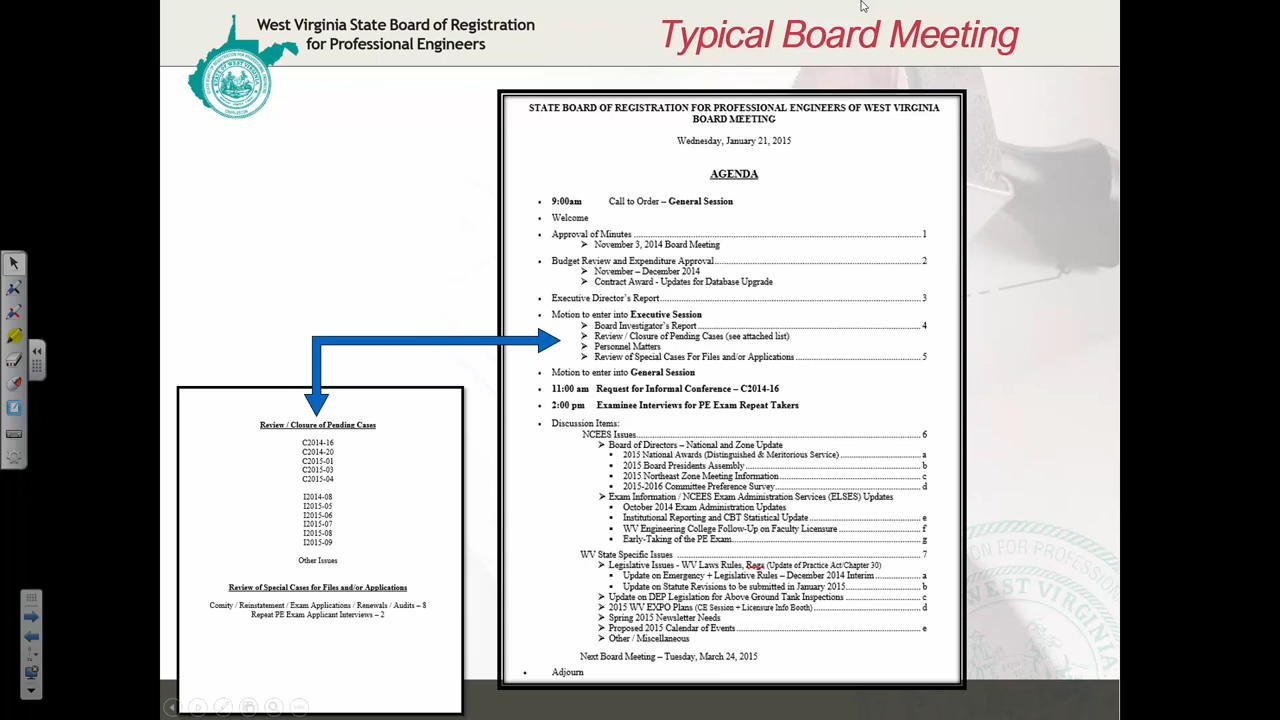 West Virginia State Board of Registration
for Professional Engineers
Typical Board Meeting
STATE BOARD OF REGISTRATION FOR PROFESSIONAL ENGINEERS OF WEST VIRGINIA
BOARD MEETING
Wednesday, January 21, 2015
AGENDA
• 9:00am Call to Order – General Session
• Welcome
• Approval of Minutes ........ 1
➢ November 3, 2014 Board Meeting
• Budget Review and Expenditure Approval ........ 2
➢ November – December 2014
➢ Contract Award - Updates for Database Upgrade
• Executive Director's Report ........ 3
• Motion to enter into Executive Session
➢ Board Investigator's Report ........ 4
➢ Review / Closure of Pending Cases (see attached list)
➢ Personnel Matters
➢ Review of Special Cases For Files and/or Applications ........ 5
• Motion to enter into General Session
• 11:00 am Request for Informal Conference – C2014-16
• 2:00 pm Examinee Interviews for PE Exam Repeat Takers
• Discussion Items:
NCEES Issues ........ 6
➢ Board of Directors – National and Zone Update
▪ 2015 National Awards (Distinguished & Meritorious Service) ........ a
▪ 2015 Board Presidents Assembly ........ b
▪ 2015 Northeast Zone Meeting Information ........ c
▪ 2015-2016 Committee Preference Survey ........ d
➢ Exam Information / NCEES Exam Administration Services (ELSES) Updates
▪ October 2014 Exam Administration Updates
▪ Institutional Reporting and CBT Statistical Update ........ e
▪ WV Engineering College Follow-Up on Faculty Licensure ........ f
▪ Early-Taking of the PE Exam ........ g
WV State Specific Issues ........ 7
➢ Legislative Issues - WV Laws Rules, Regs (Update of Practice Act/Chapter 30)
▪ Update on Emergency + Legislative Rules – December 2014 Interim ........ a
▪ Update on Statute Revisions to be submitted in January 2015 ........ b
➢ Update on DEP Legislation for Above Ground Tank Inspections ........ c
➢ 2015 WV EXPO Plans (CE Session + Licensure Info Booth) ........ d
➢ Spring 2015 Newsletter Needs
➢ Proposed 2015 Calendar of Events ........ e
➢ Other / Miscellaneous
Next Board Meeting – Tuesday, March 24, 2015
• Adjourn
Review / Closure of Pending Cases
C2014-16
C2014-20
C2015-01
C2015-03
C2015-04
I2014-08
I2015-05
I2015-06
I2015-07
I2015-08
I2015-09
Other Issues
Review of Special Cases for Files and/or Applications
Comity / Reinstatement / Exam Applications / Renewals / Audits – 8
Repeat PE Exam Applicant Interviews – 2